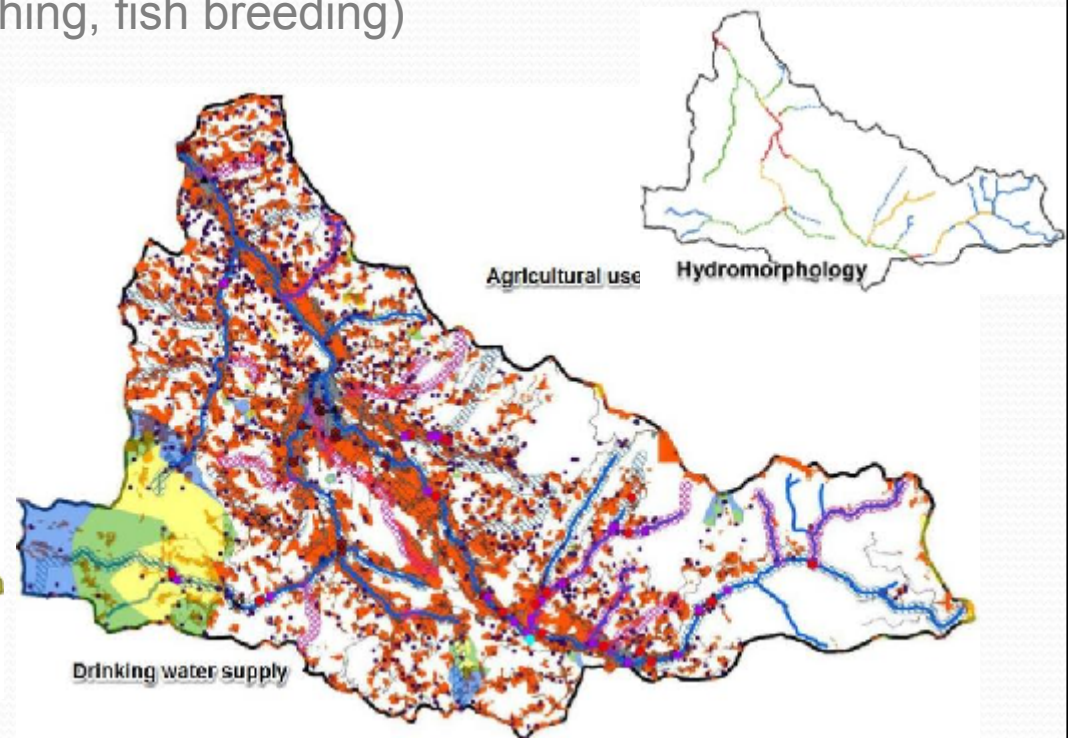 hing, fish breeding)
Agricultural use
Hydromorphology
Drinking water supply